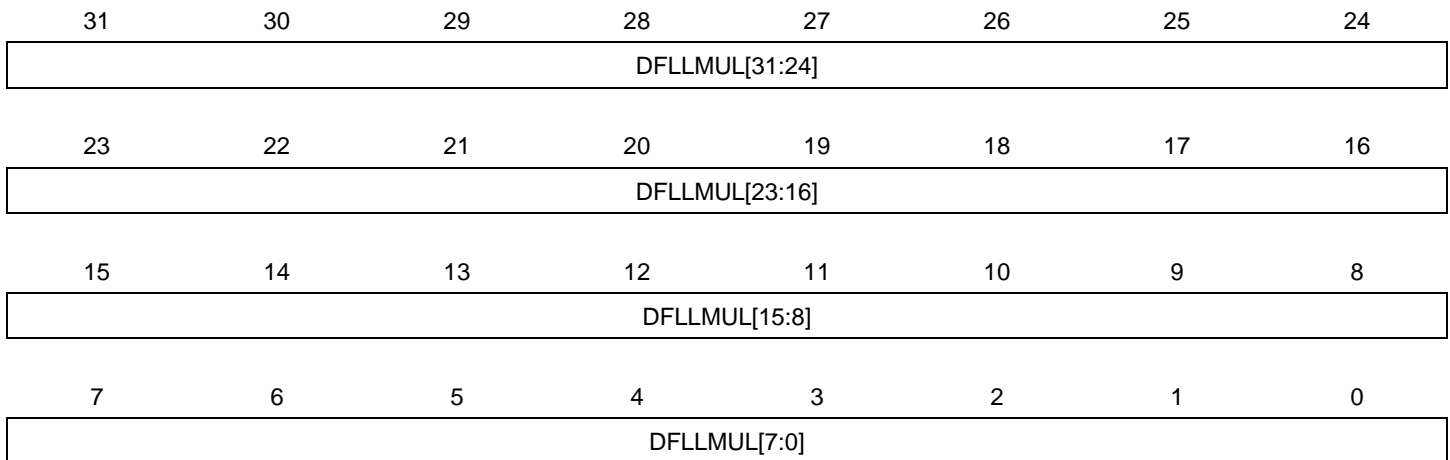 31 30 29 28 27 26 25 24
DFLLMUL[31:24]
23 22 21 20 19 18 17 16
DFLLMUL[23:16]
15 14 13 12 11 10 9 8
DFLLMUL[15:8]
7 6 5 4 3 2 1 0
DFLLMUL[7:0]